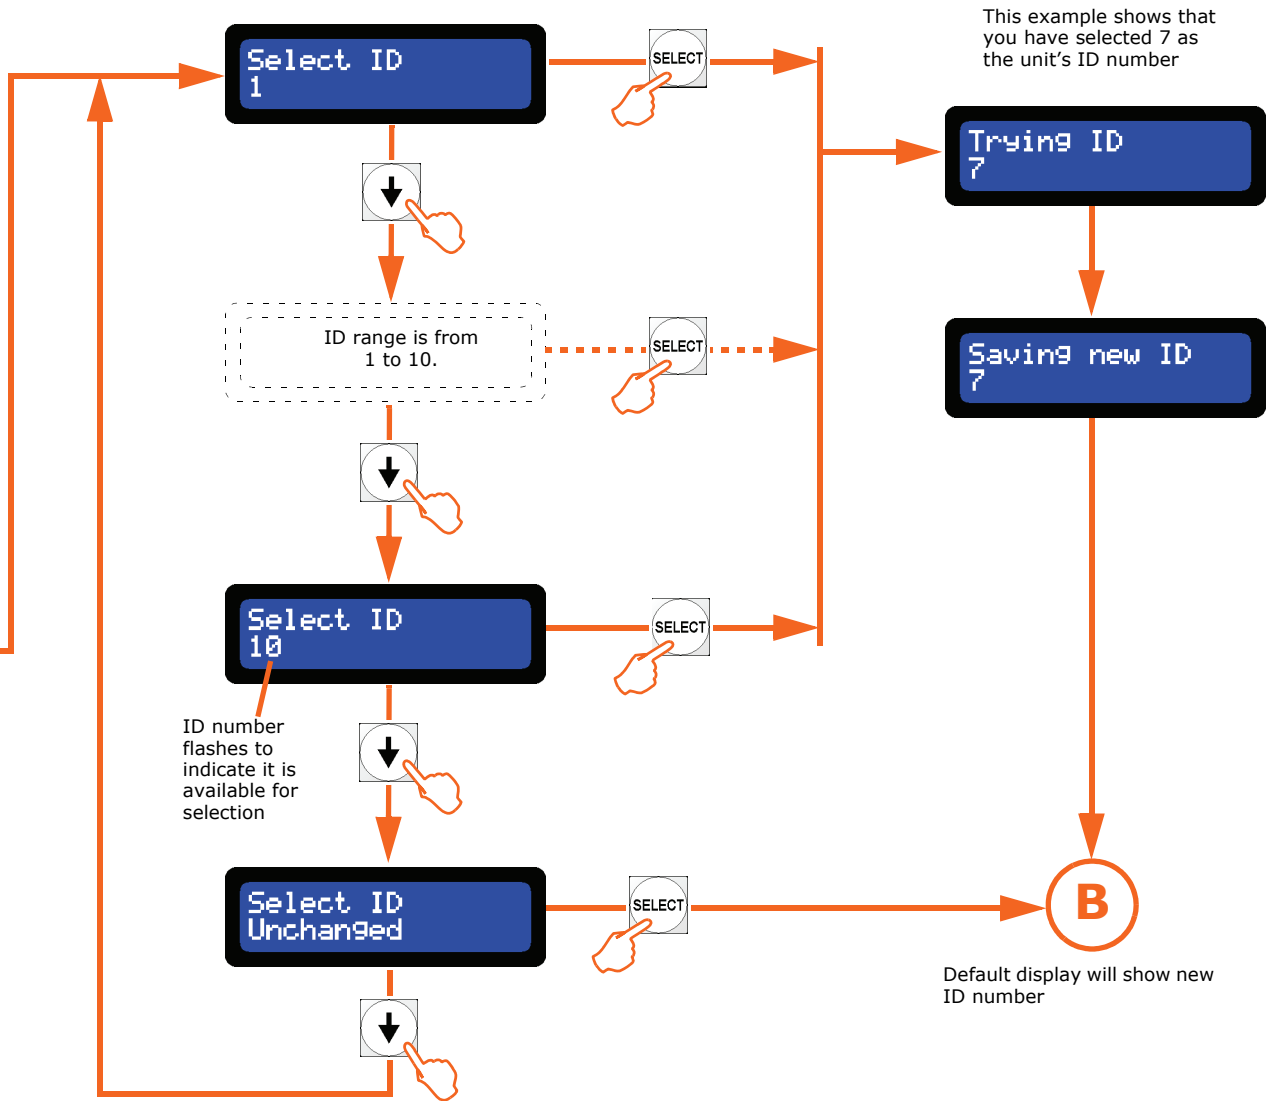 This example shows that
you have selected 7 as
the unit's ID number
Select ID
1
SELECT
Trying ID
7
ID range is from
1 to 10.
SELECT
Saving new ID
7
Select ID
10
SELECT
ID number
flashes to
indicate it is
available for
selection
Select ID
Unchanged
SELECT
B
Default display will show new
ID number